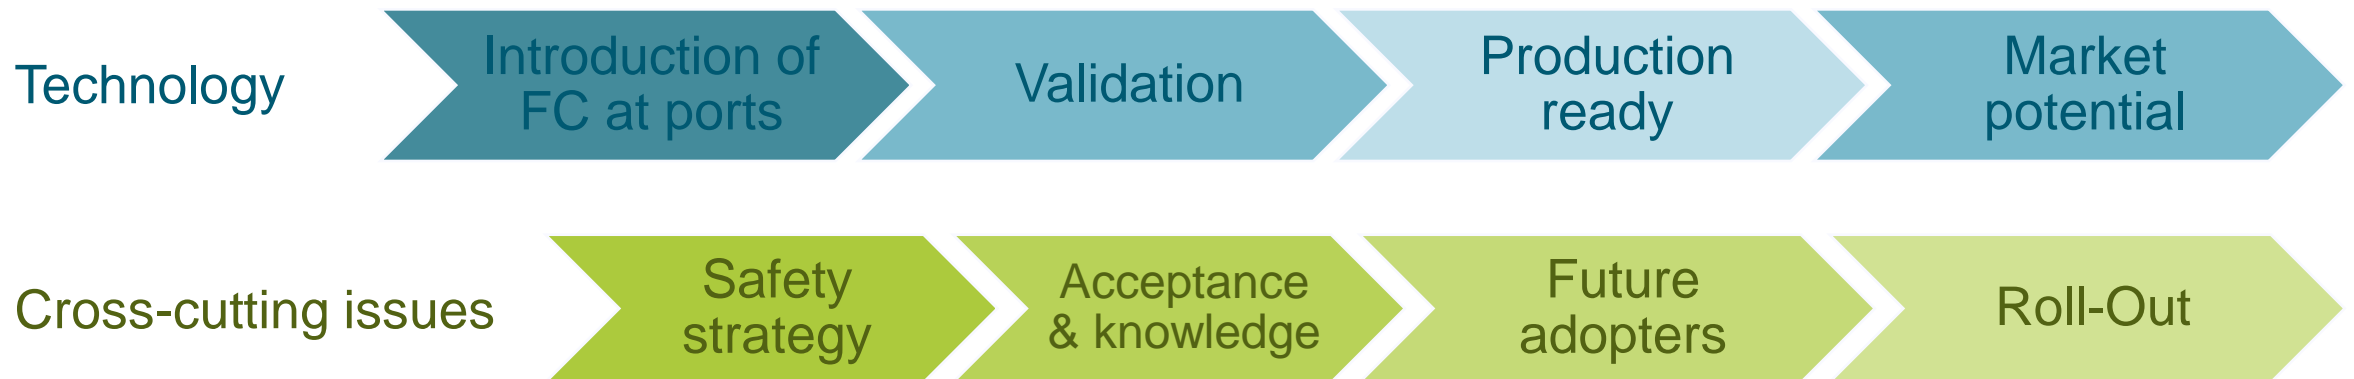 Technology
Introduction of
FC at ports
Validation
Production
ready
Market
potential
Cross-cutting issues
Safety
strategy
Acceptance
& knowledge
Future
adopters
Roll-Out